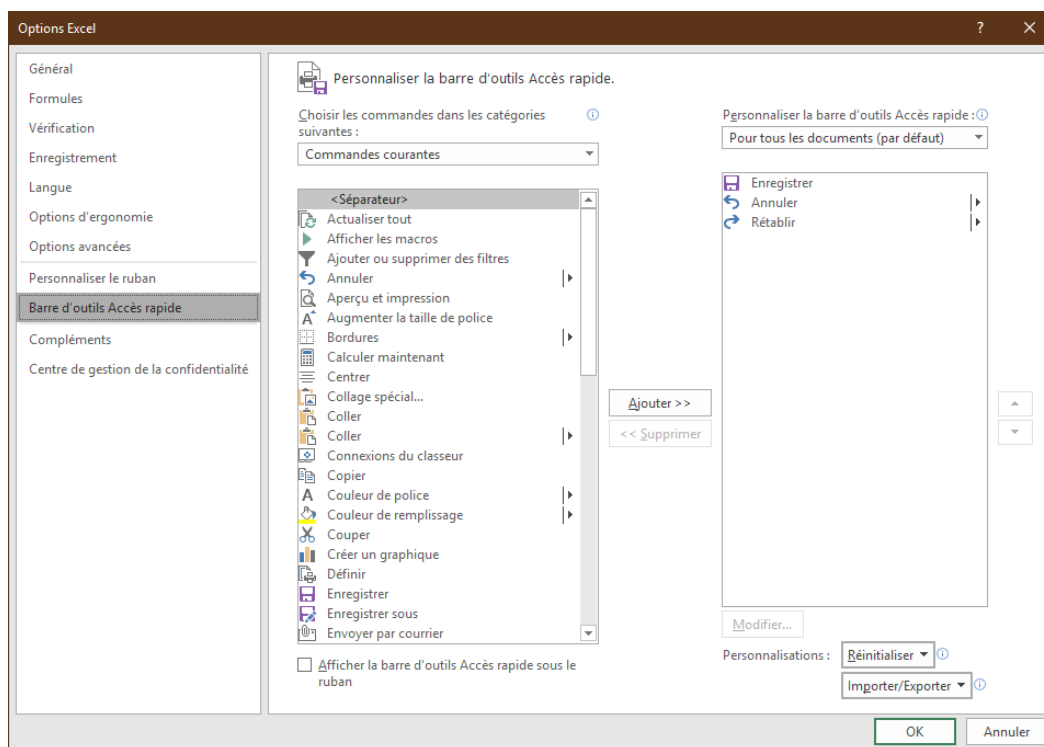 Options Excel
?
Général
Formules
Vérification
Enregistrement
Langue
Options d'ergonomie
Options avancées
Personnaliser le ruban
Barre d'outils Accès rapide
Compléments
Centre de gestion de la confidentialité
Personnaliser la barre d'outils Accès rapide.
Choisir les commandes dans les catégories
suivantes :
Commandes courantes
<Séparateur>
Actualiser tout
Afficher les macros
Ajouter ou supprimer des filtres
Annuler
Aperçu et impression
Augmenter la taille de police
Bordures
Calculer maintenant
Centrer
Collage spécial...
Coller
Coller
Connexions du classeur
Copier
Couleur de police
Couleur de remplissage
Couper
Créer un graphique
Définir
Enregistrer
Enregistrer sous
Envoyer par courrier
Afficher la barre d'outils Accès rapide sous le
ruban
Ajouter >>
<< Supprimer
Personnaliser la barre d'outils Accès rapide :
Pour tous les documents (par défaut)
Enregistrer
Annuler
Rétablir
Modifier...
Personnalisations :
Réinitialiser
Importer/Exporter
OK
Annuler